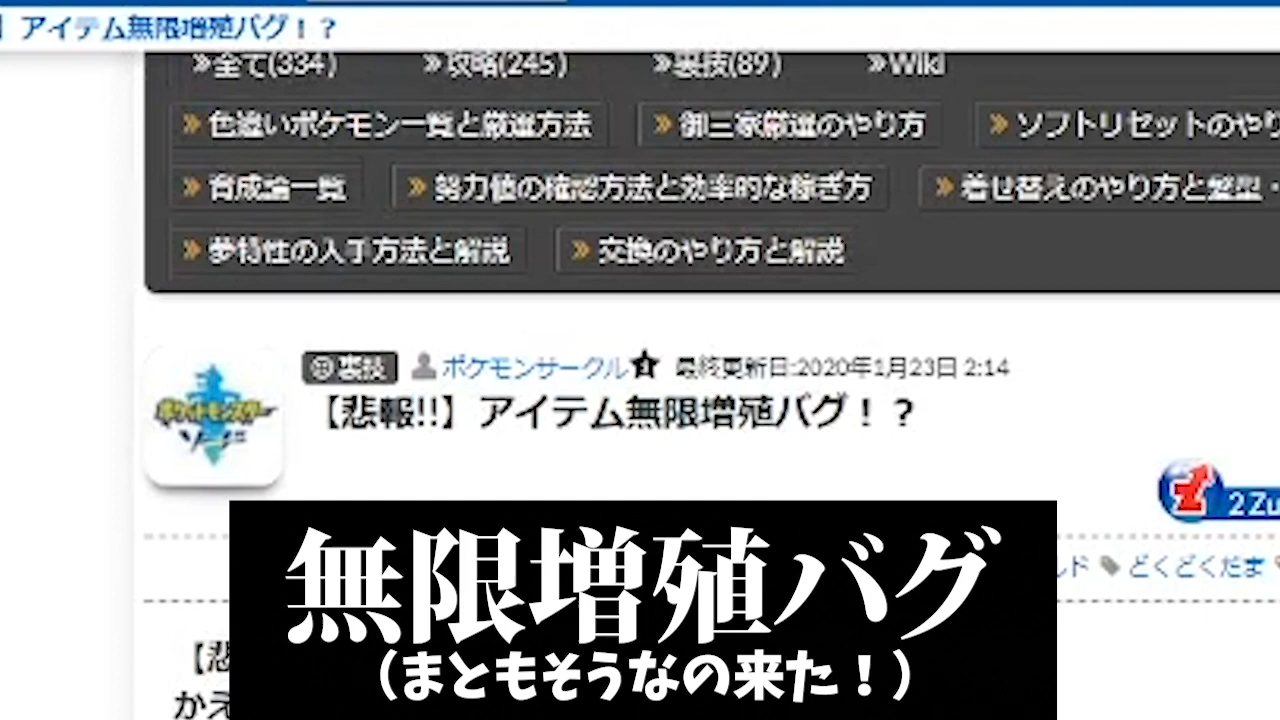 】アイテム無限増殖バグ！？
»全て(334) »攻略(245) »裏技(89) »Wiki
» 色違いポケモン一覧と厳選方法 » 御三家厳選のやり方 » ソフトリセットのやり
» 育成論一覧 » 努力値の確認方法と効率的な稼ぎ方 » 着せ替えのやり方と髪型・
» 夢特性の入手方法と解説 » 交換のやり方と解説
裏技 ポケモンサークル★ 最終更新日:2020年1月23日 2:14
【悲報!!】アイテム無限増殖バグ！？
ポケットモンスター
ソード
2 Zu
ルド どくどくだま
【悲
かえ
無限増殖バグ
（まともそうなの来た！）